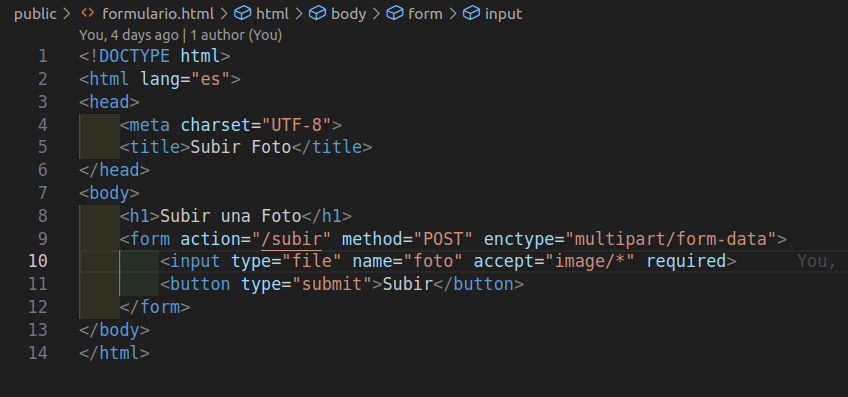 public > formulario.html > html > body > form > input
You, 4 days ago | 1 author (You)
1 <!DOCTYPE html>
2 <html lang="es">
3 <head>
4     <meta charset="UTF-8">
5     <title>Subir Foto</title>
6 </head>
7 <body>
8     <h1>Subir una Foto</h1>
9     <form action="/subir" method="POST" enctype="multipart/form-data">
10         <input type="file" name="foto" accept="image/*" required> You,
11         <button type="submit">Subir</button>
12     </form>
13 </body>
14 </html>